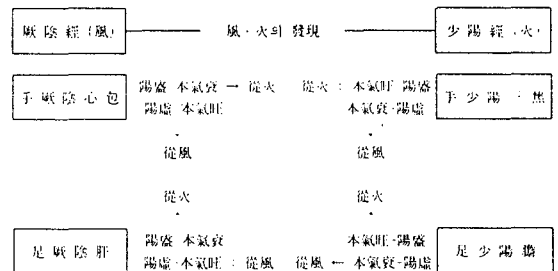 厥陰經(風) 風·火의 發現 少陽經(火)
手厥陰心包 陽盛 本氣衰 → 從火 從火 : 本氣旺 陽盛 手少陽三焦
陽虛 本氣旺 本氣衰·陽虛
從風 從風
從火 從火
足厥陰肝 陽盛 本氣衰 本氣旺·陽盛 足少陽膽
陽虛·本氣旺 : 從風 從風 ← 本氣衰·陽虛